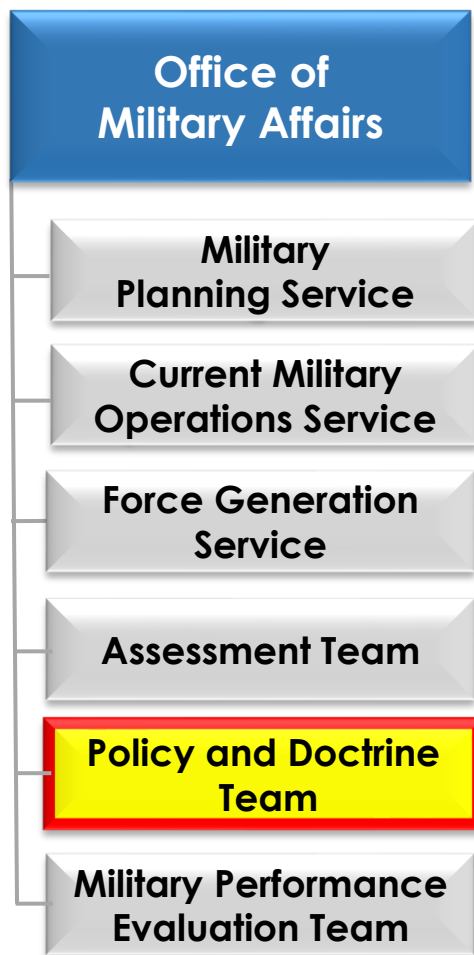 Office of
Military Affairs
Military
Planning Service
Current Military
Operations Service
Force Generation
Service
Assessment Team
Policy and Doctrine
Team
Military Performance
Evaluation Team